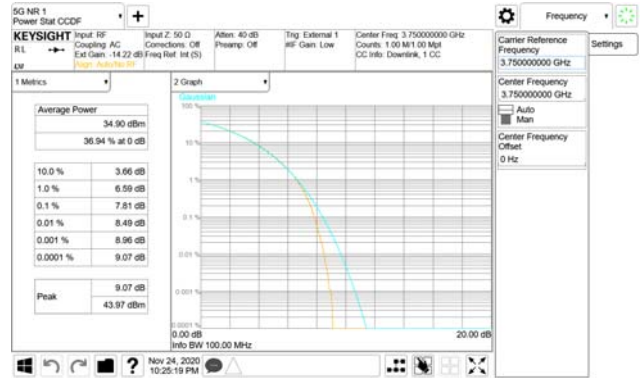 5G NR 1
Power Stat CCDF
Frequency
KEYSIGHT
RL
Input: RF
Coupling: AC
Ext Gain: -14.22 dB
Align: Auto/No RF
Input Z: 50 Ω
Corrections: Off
Freq Ref: Int (S)
Atten: 40 dB
Preamp: Off
Trig: External 1
#IF Gain: Low
Center Freq: 3.750000000 GHz
Counts: 1.00 M/1.00 Mpt
CC Info: Downlink, 1 CC
Carrier Reference
Frequency
3.750000000 GHz
Settings
Center Frequency
3.750000000 GHz
Auto
Man
Center Frequency
Offset
0 Hz
1 Metrics
Average Power
34.90 dBm
36.94 % at 0 dB
10.0 % 3.66 dB
1.0 % 6.59 dB
0.1 % 7.81 dB
0.01 % 8.49 dB
0.001 % 8.96 dB
0.0001 % 9.07 dB
Peak
9.07 dB
43.97 dBm
2 Graph
Gaussian
100 %
10 %
1 %
0.1 %
0.01 %
0.001 %
0.0001 %
0.00 dB
20.00 dB
Info BW 100.00 MHz
?
Nov 24, 2020
10:25:19 PM